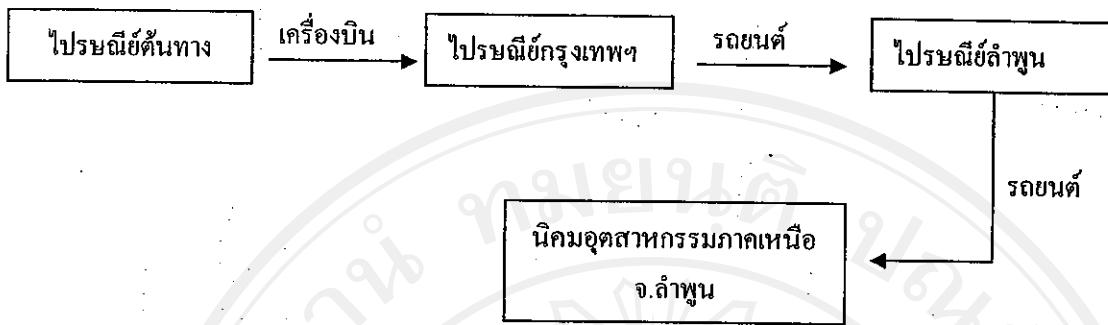 ไปรษณีย์ต้นทาง
เครื่องบิน
ไปรษณีย์กรุงเทพฯ
รถยนต์
ไปรษณีย์ลำพูน
รถยนต์
นิคมอุตสาหกรรมภาคเหนือ
จ.ลำพูน